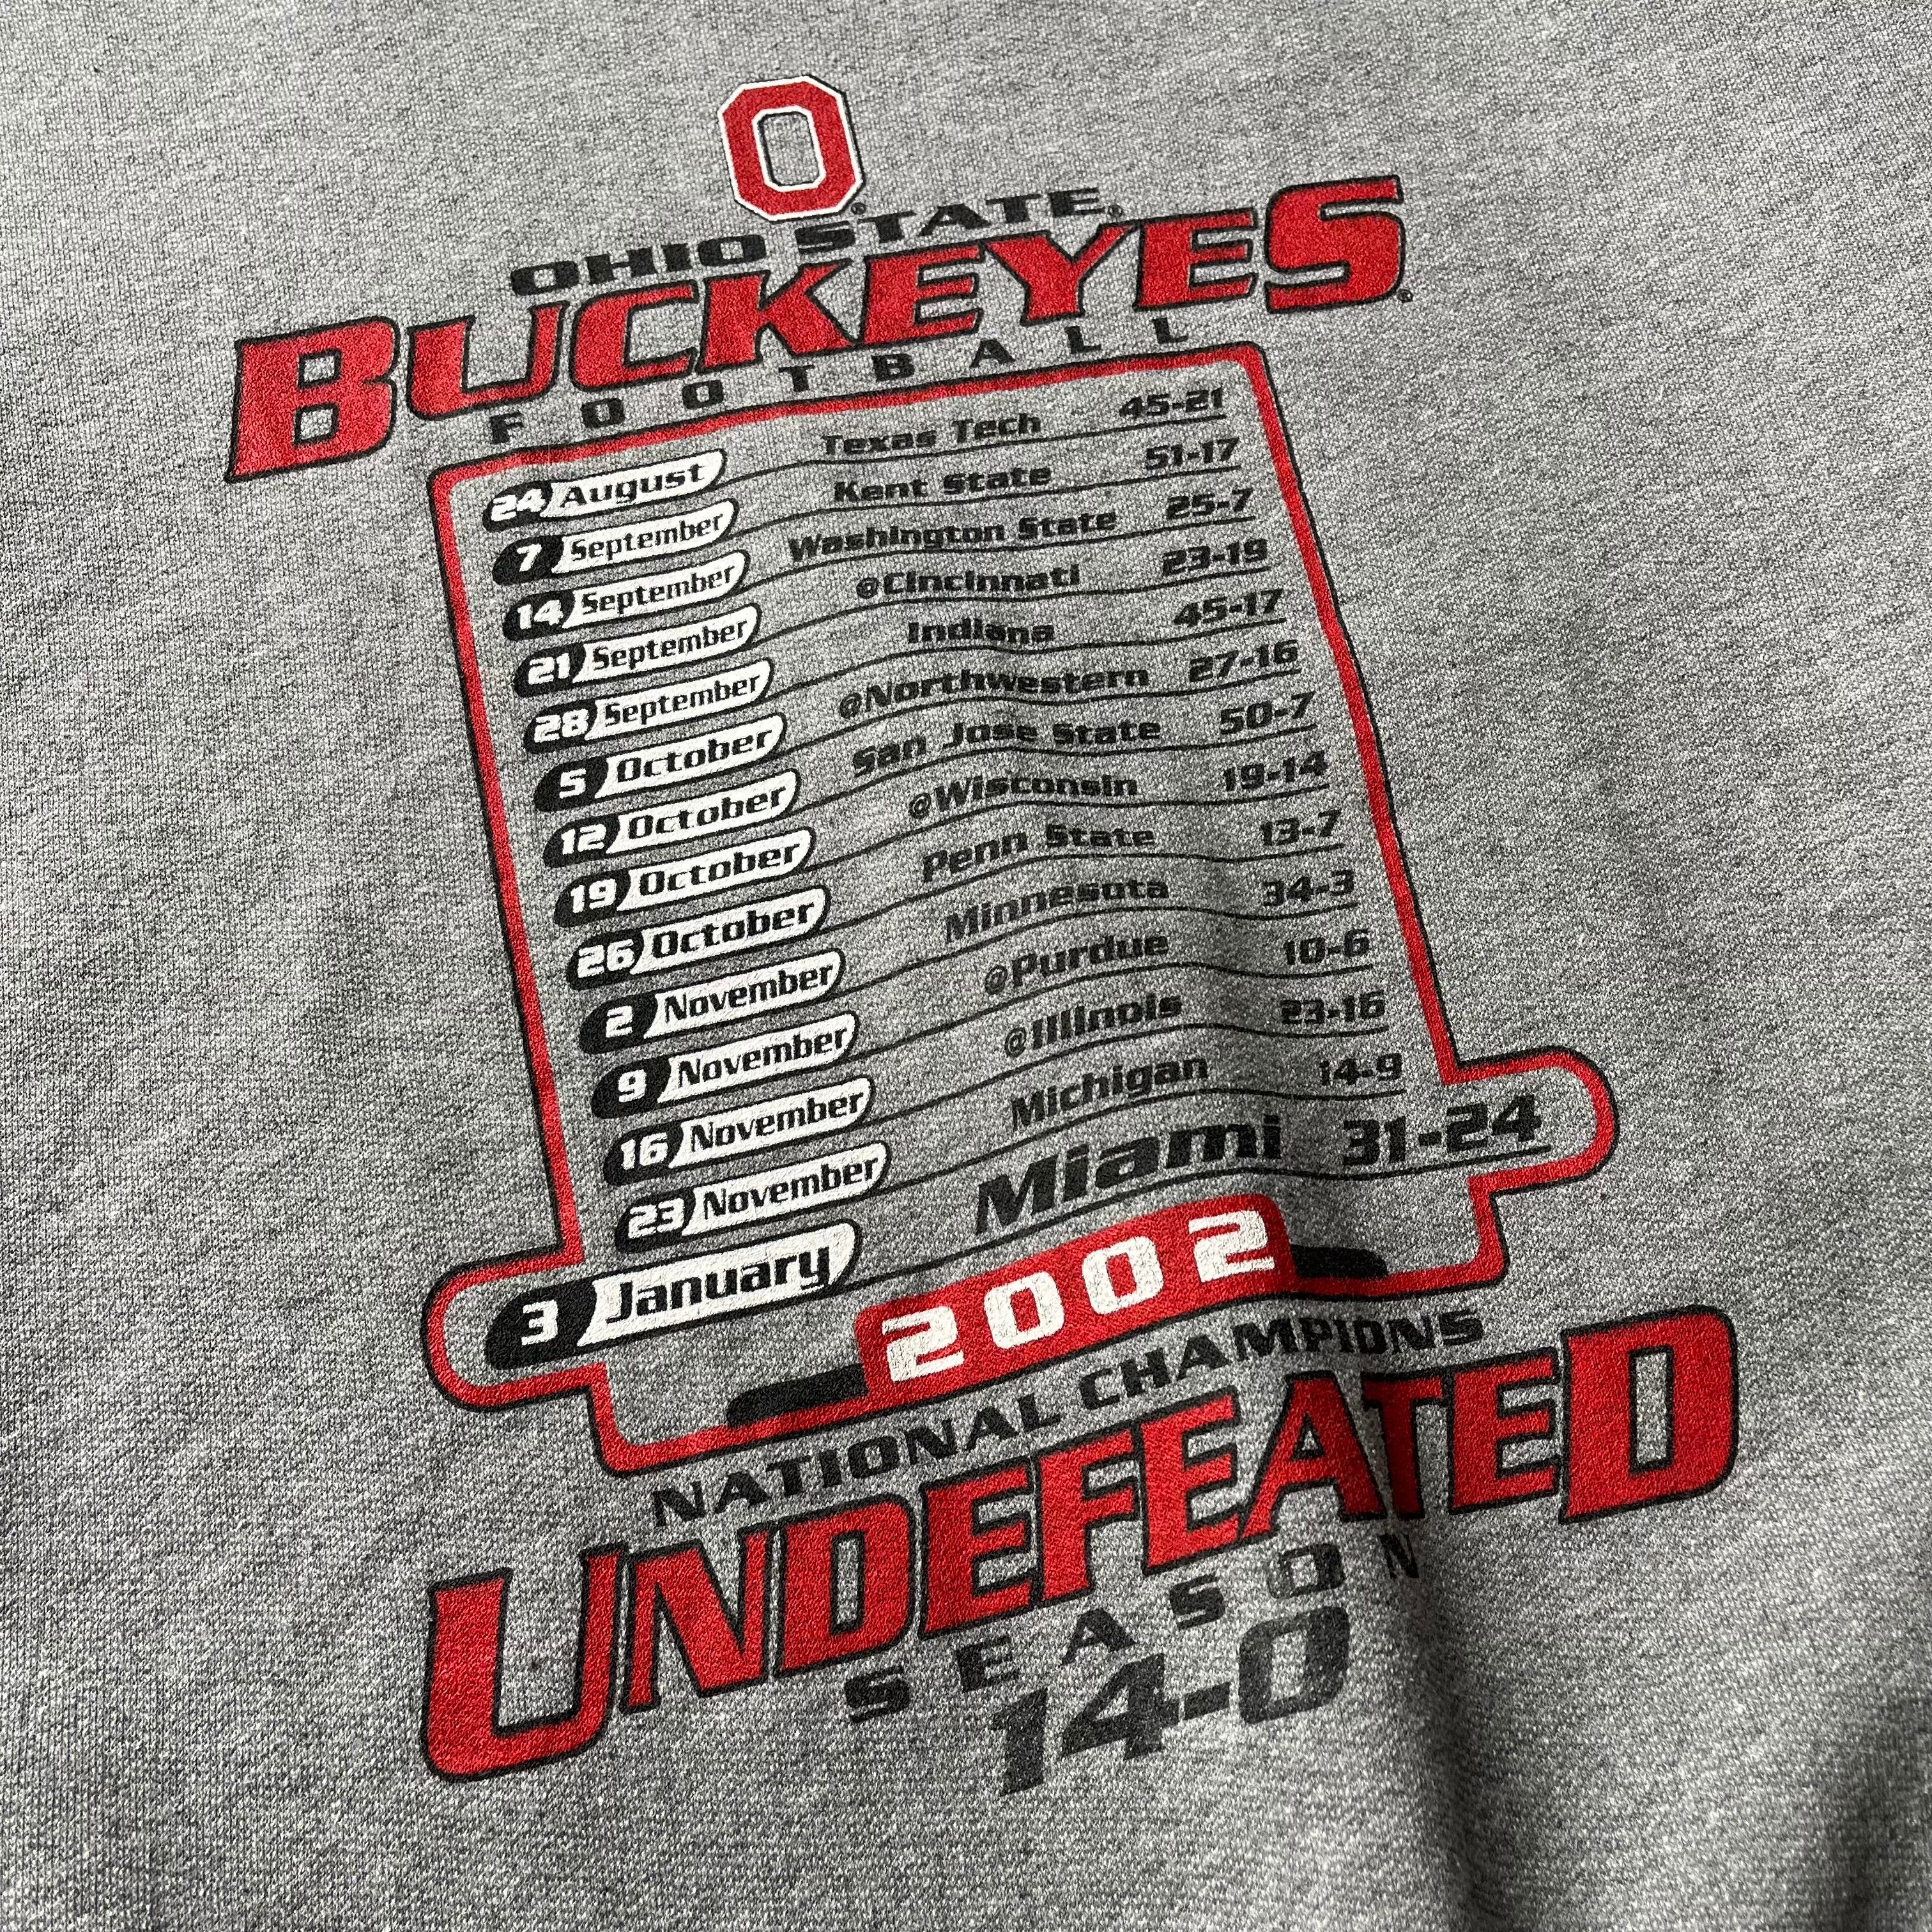 O®
OHIO STATE®
BUCKEYES®
FOOTBALL
24 August Texas Tech 45-21
7 September Kent State 51-17
14 September Washington State 25-7
21 September @Cincinnati 23-19
28 September Indiana 45-17
5 October @Northwestern 27-16
12 October San Jose State 50-7
19 October @Wisconsin 19-14
26 October Penn State 13-7
2 November Minnesota 34-3
9 November @Purdue 10-6
16 November @Illinois 23-16
23 November Michigan 14-9
3 January Miami 31-24
2002
NATIONAL CHAMPIONS
UNDEFEATED
SEASON
14-0